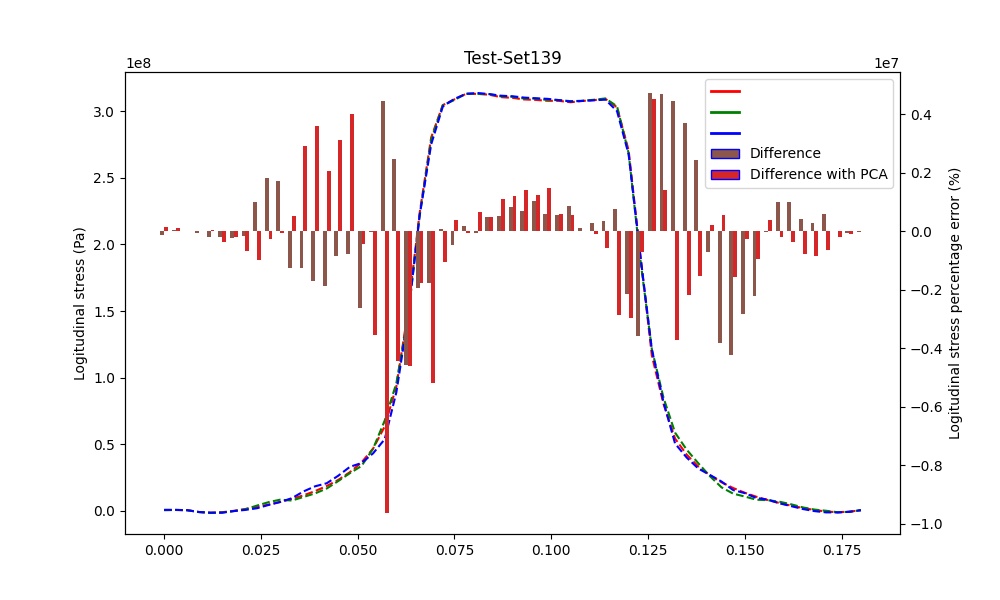 Test-Set139
1e8
1e7
3.0
2.5
2.0
1.5
1.0
0.5
0.0
Logitudinal stress (Pa)
Difference
Difference with PCA
0.4
0.2
0.0
−0.2
−0.4
−0.6
−0.8
−1.0
Logitudinal stress percentage error (%)
0.000 0.025 0.050 0.075 0.100 0.125 0.150 0.175